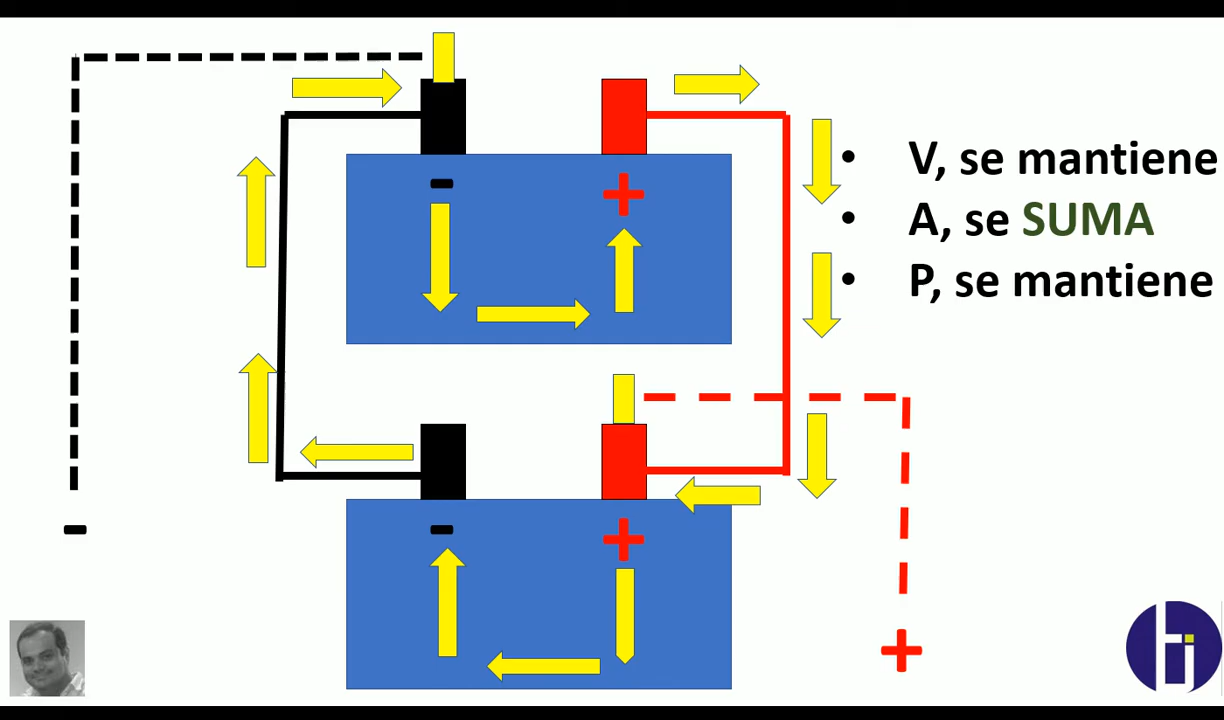 • V, se mantiene
• A, se SUMA
• P, se mantiene
-
+
-
+
-
+